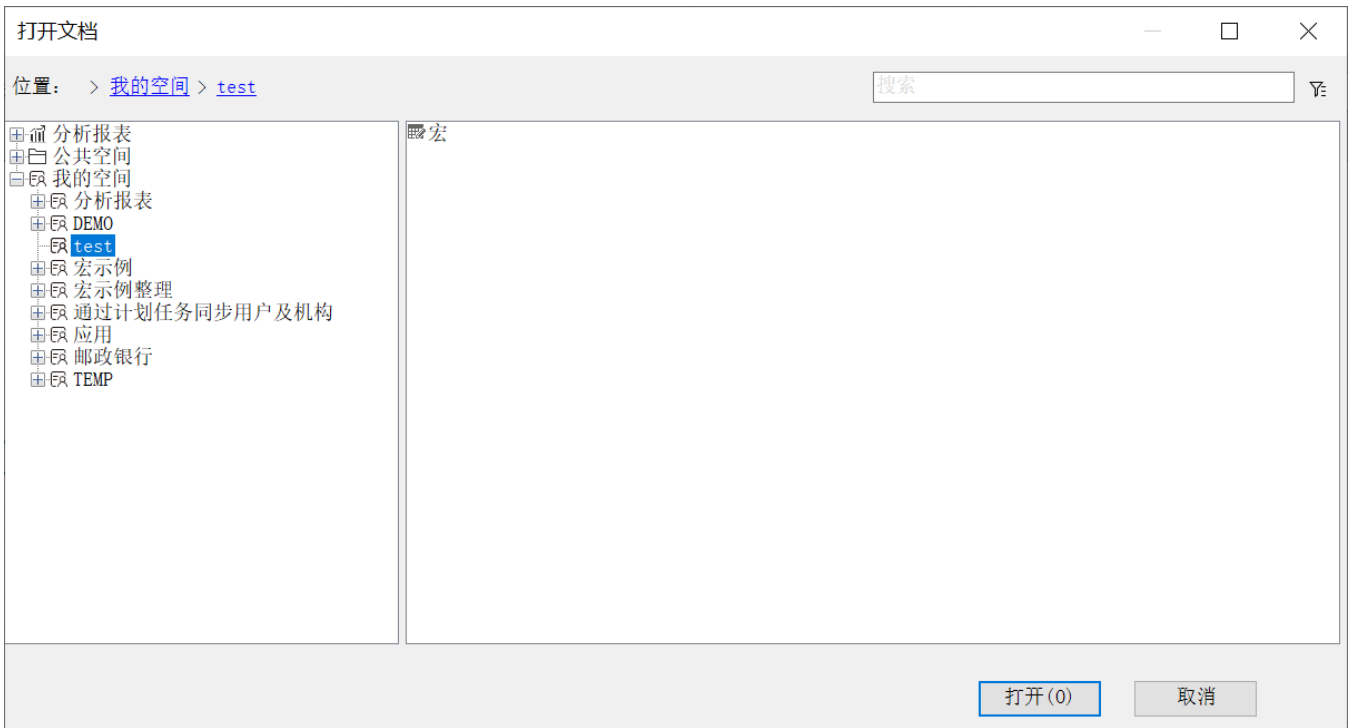 打开文档
位置： > 我的空间 > test
搜索
分析报表
公共空间
我的空间
分析报表
DEMO
test
宏示例
宏示例整理
通过计划任务同步用户及机构
应用
邮政银行
TEMP
宏
打开(O) 取消